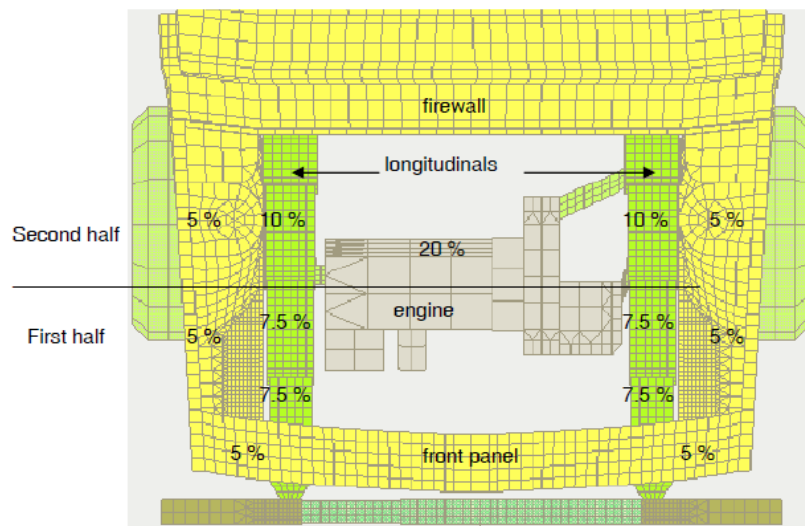 firewall
longitudinals
5 % 10 % 10 % 5 %
Second half
20 %
engine
7.5 % 7.5 %
First half
5 % 5 %
7.5 % 7.5 %
5 % front panel 5 %